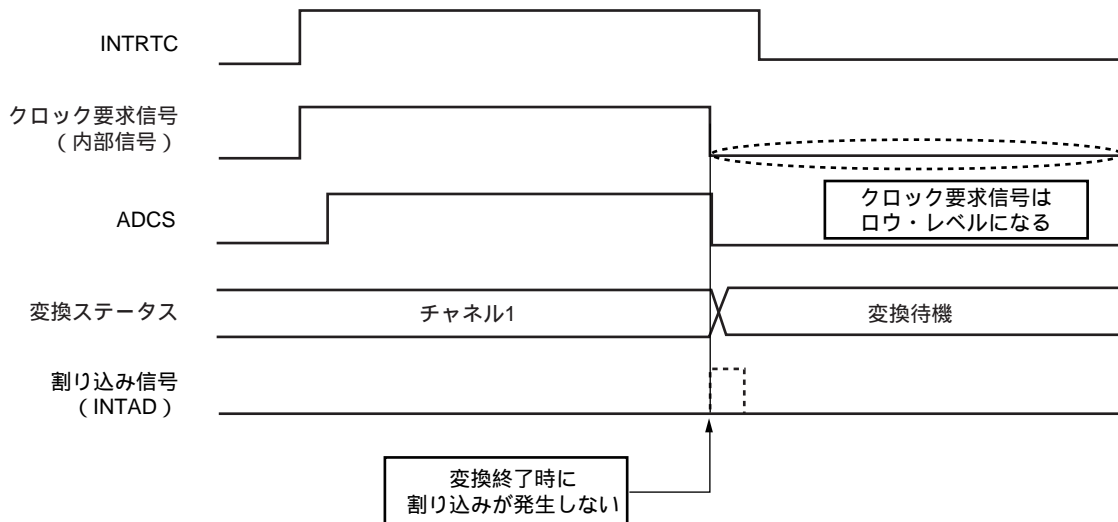 INTRTC
クロック要求信号
（内部信号）
ADCS
クロック要求信号は
ロウ・レベルになる
変換ステータス
チャネル1
変換待機
割り込み信号
（INTAD）
変換終了時に
割り込みが発生しない